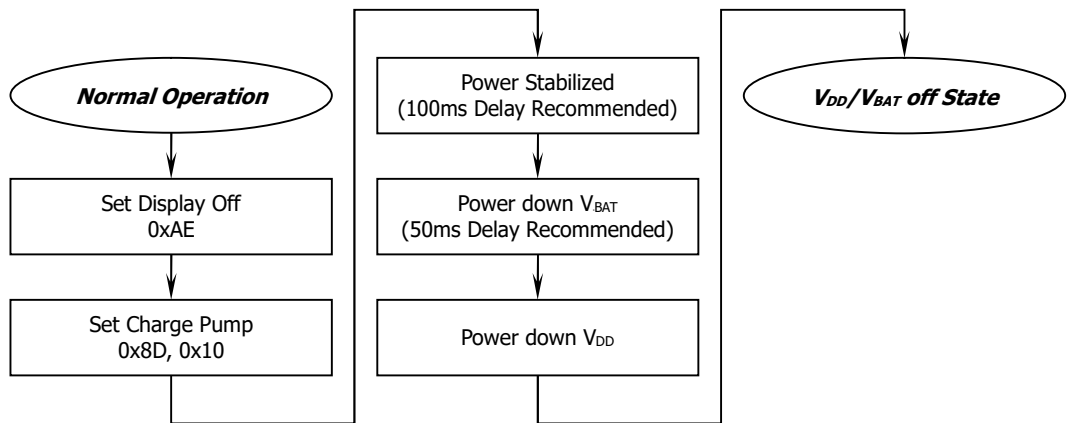 Normal Operation
Set Display Off
0xAE
Set Charge Pump
0x8D, 0x10
Power Stabilized
(100ms Delay Recommended)
Power down VBAT
(50ms Delay Recommended)
Power down VDD
VDD/VBAT off State